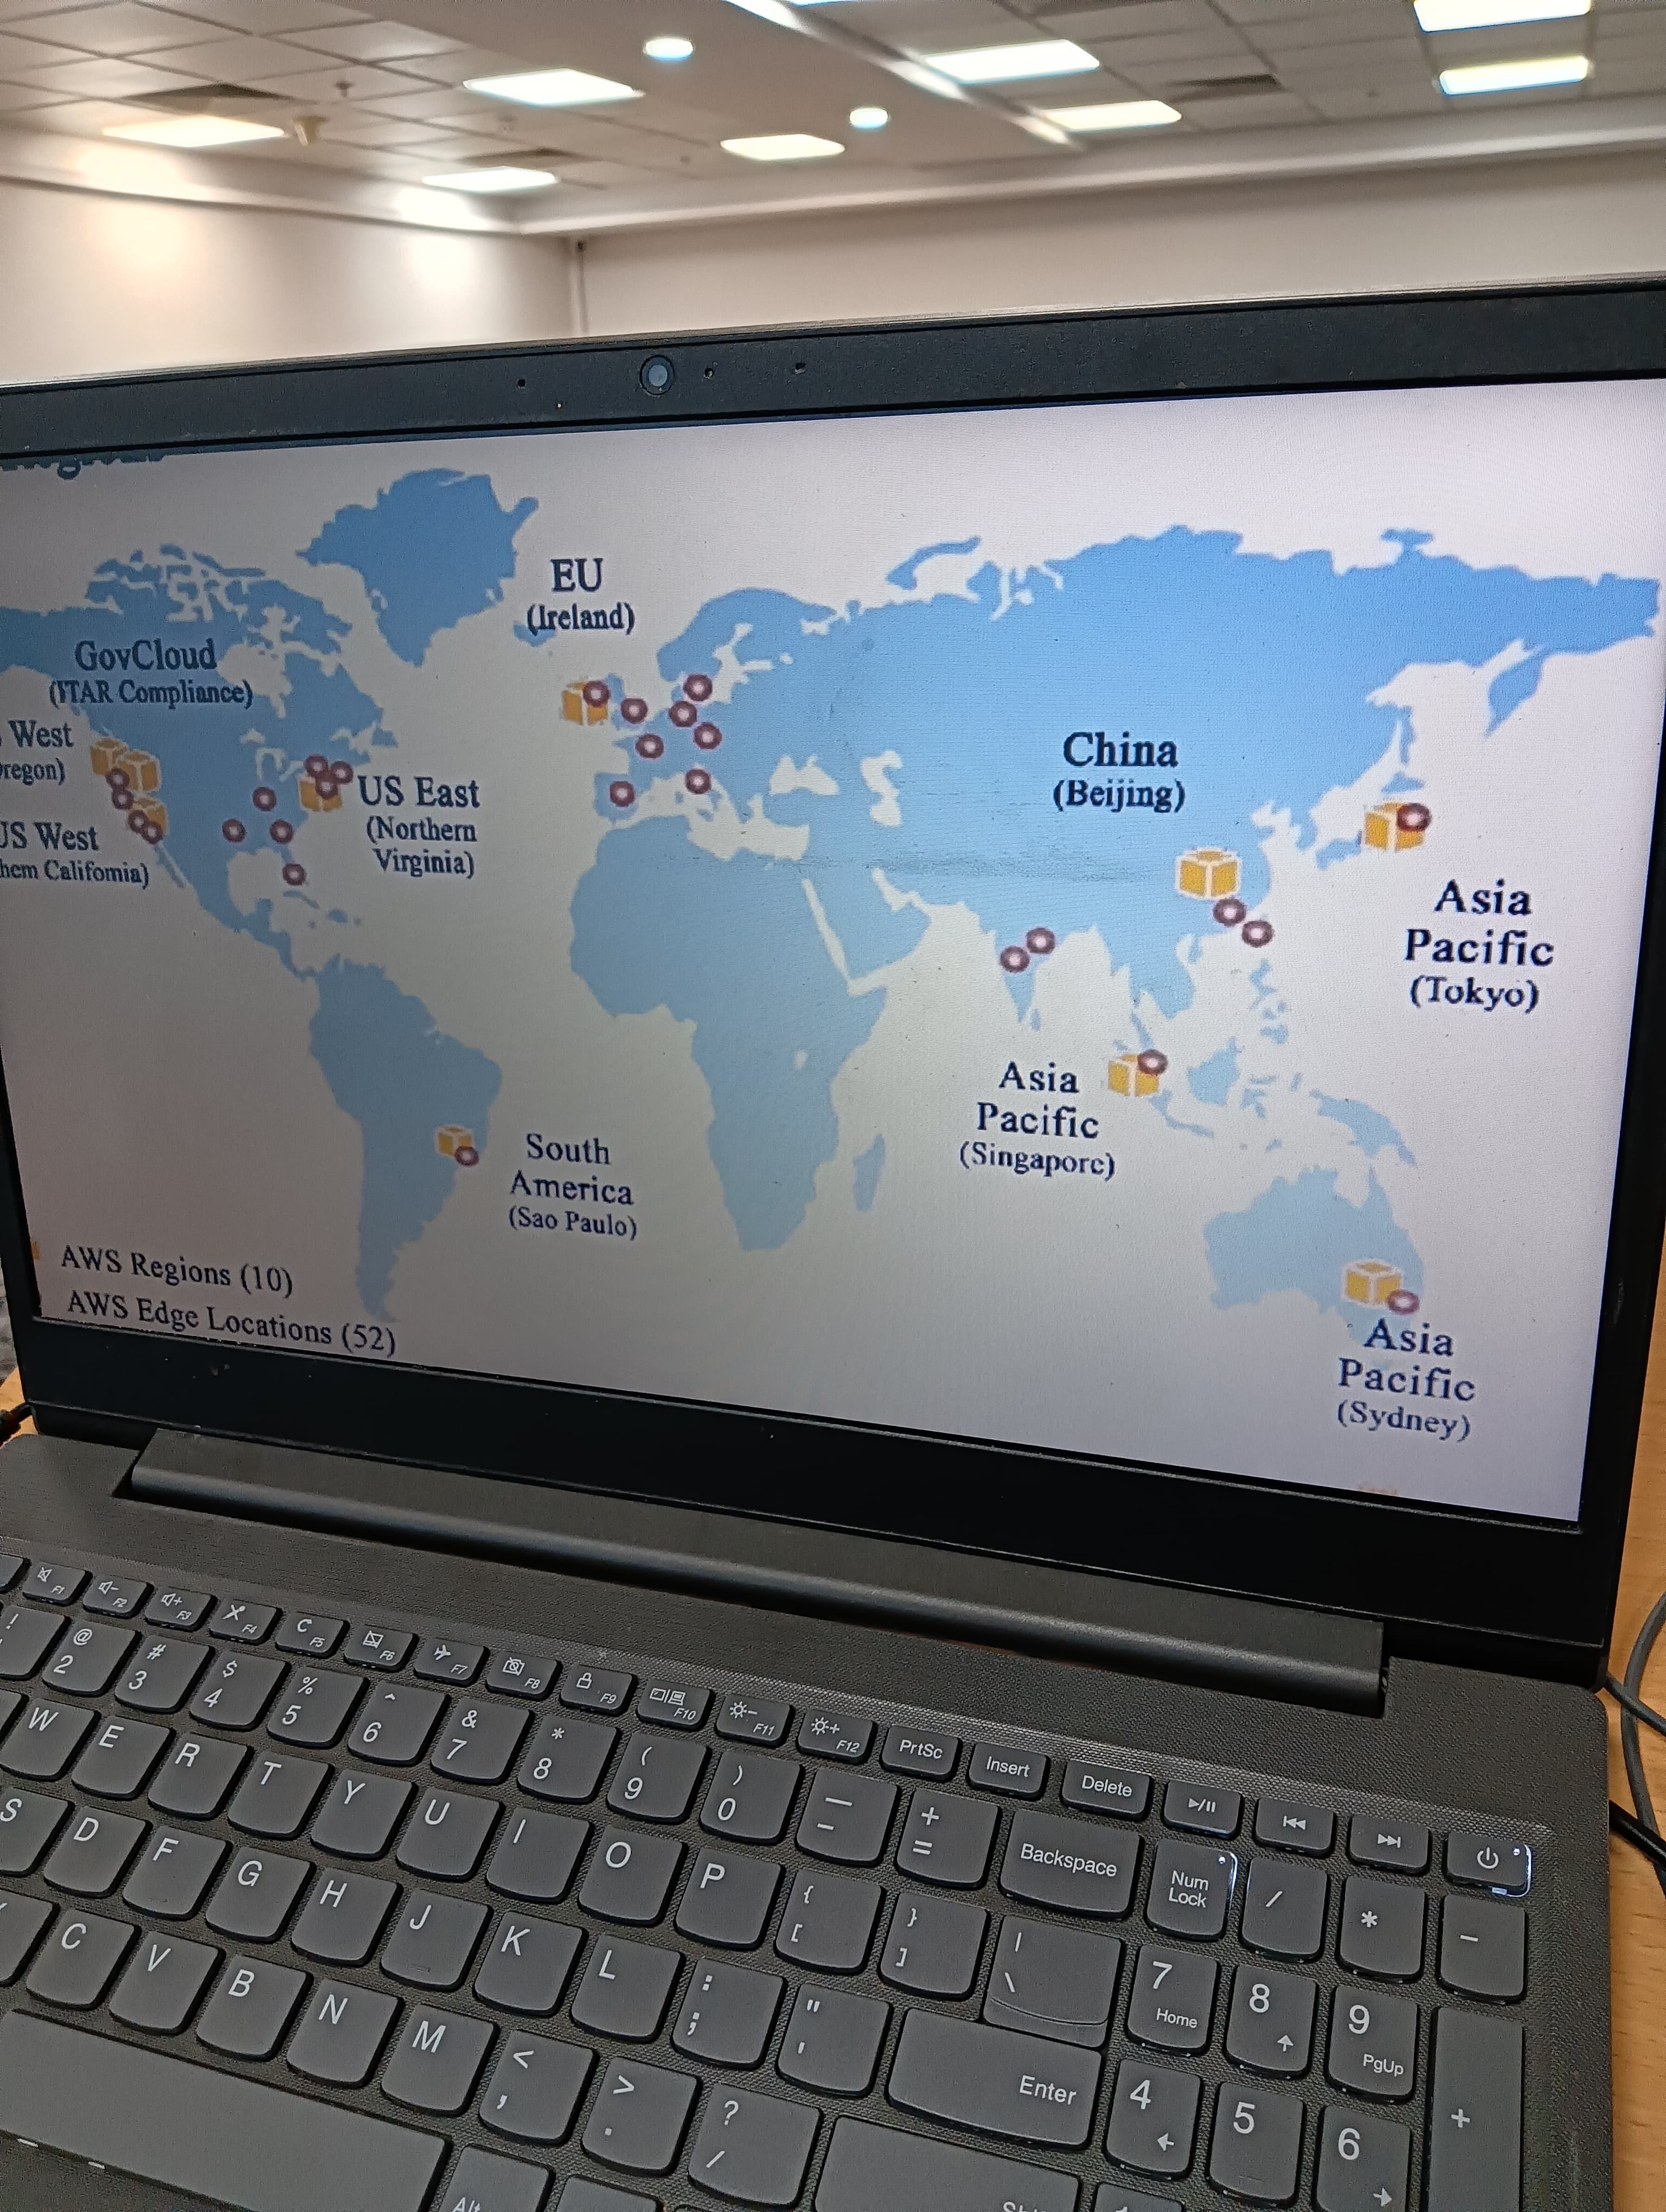 EU
(Ireland)
GovCloud
(ITAR Compliance)
West
regon)
US East
(Northern
Virginia)
US West
hem Califomia)
China
(Beijing)
Asia
Pacific
(Tokyo)
Asia
Pacific
(Singapore)
South
America
(Sao Paulo)
AWS Regions (10)
AWS Edge Locations (52)
Asia
Pacific
(Sydney)
F1 F2 F3 F4 C F5 F6 F7 F8 F9 F10 F11 F12 PrtSc Insert Delete
! @ 2 # 3 $ 4 % 5 ^ 6 & 7 * 8 ( 9 ) 0 — - + = Backspace Num Lock / * -
W E R T Y U I O P { [ } ] | \ 7 Home 8 9 PgUp
S D F G H J K L : ; " ' Enter 4 5 6 +
C V B N M < , > . ? /
Alt